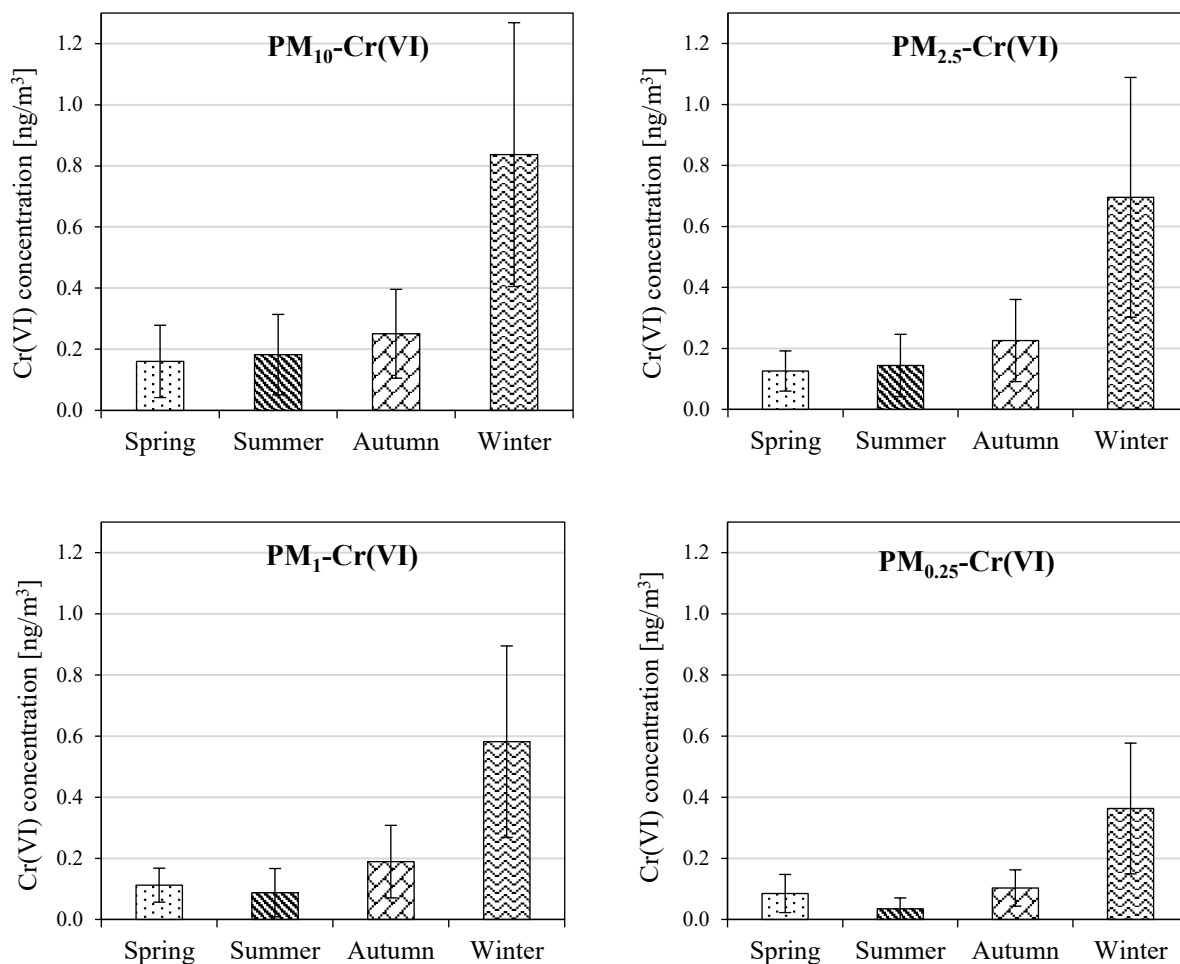 PM10-Cr(VI)
Cr(VI) concentration [ng/m³]
1.2
1.0
0.8
0.6
0.4
0.2
0.0
Spring Summer Autumn Winter
PM2.5-Cr(VI)
Cr(VI) concentration [ng/m³]
1.2
1.0
0.8
0.6
0.4
0.2
0.0
Spring Summer Autumn Winter
PM1-Cr(VI)
Cr(VI) concentration [ng/m³]
1.2
1.0
0.8
0.6
0.4
0.2
0.0
Spring Summer Autumn Winter
PM0.25-Cr(VI)
Cr(VI) concentration [ng/m³]
1.2
1.0
0.8
0.6
0.4
0.2
0.0
Spring Summer Autumn Winter